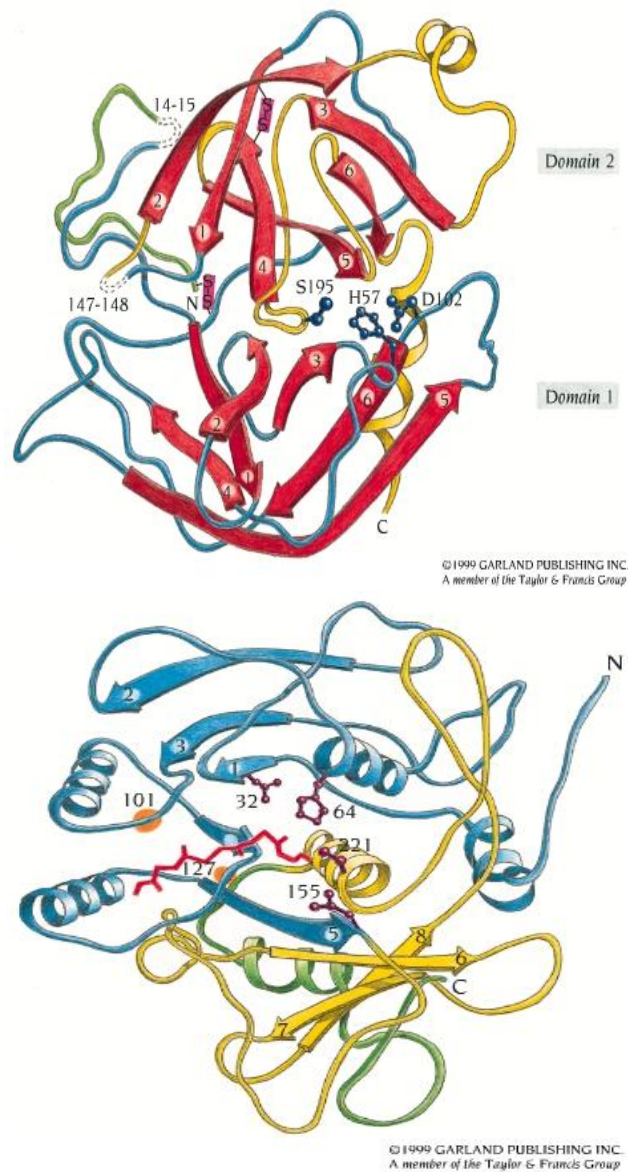 14-15
S-S
3
Domain 2
2
6
1
4
5
S-S
147-148
N
S195
H57
D102
3
Domain 1
6
5
2
1
4
C
©1999 GARLAND PUBLISHING INC.
A member of the Taylor & Francis Group
N
2
3
1
101
32
64
127
221
155
5
8
6
C
7
©1999 GARLAND PUBLISHING INC.
A member of the Taylor & Francis Group